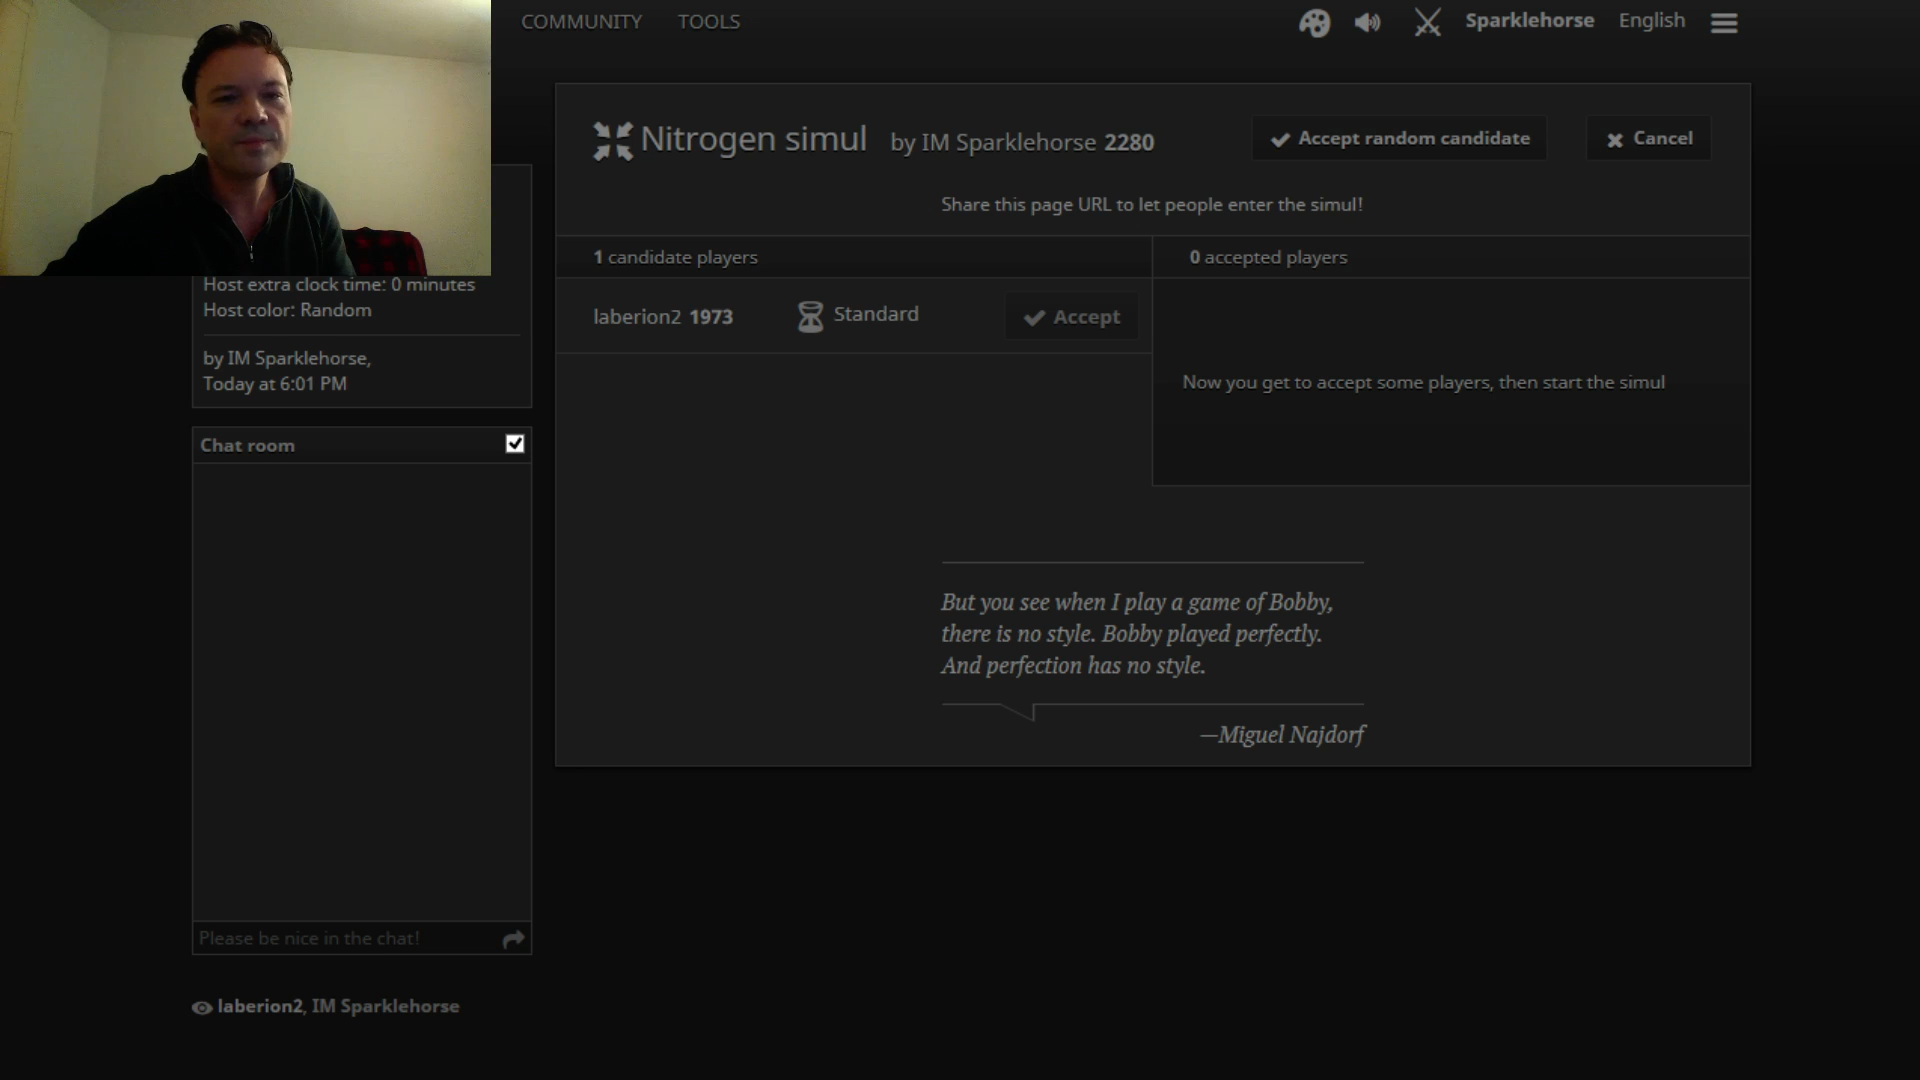 COMMUNITY TOOLS
Sparklehorse English
Nitrogen simul by IM Sparklehorse 2280
Accept random candidate
Cancel
Share this page URL to let people enter the simul!
1 candidate players
0 accepted players
laberion2 1973 Standard Accept
Now you get to accept some players, then start the simul
Host extra clock time: 0 minutes
Host color: Random
by IM Sparklehorse,
Today at 6:01 PM
Chat room
Please be nice in the chat!
laberion2, IM Sparklehorse
But you see when I play a game of Bobby,
there is no style. Bobby played perfectly.
And perfection has no style.
—Miguel Najdorf